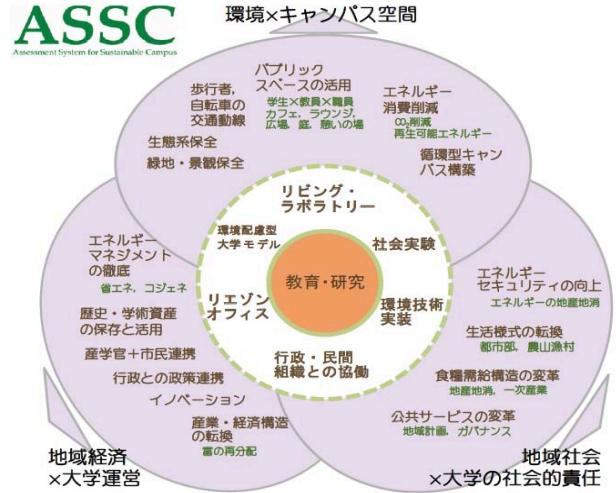 ASSC
Assessment System for Sustainable Campus
環境×キャンパス空間
パブリック
スペースの活用
学生×教員×職員
カフェ、ラウンジ,
広場、庭、憩いの場
歩行者,
自転車の
交通動線
生態系保全
緑地・景観保全
エネルギー
消費削減
CO₂削減
再生可能エネルギー
循環型キャン
パス構築
リビング・
ラボラトリー
環境配慮型
大学モデル
社会実験
教育・研究
リエゾン
オフィス
環境技術
実装
行政・民間
組織との協働
エネルギー
マネジメント
の徹底
省エネ、コジェネ
歴史・学術資産
の保存と活用
産学官+市民連携
行政との政策連携
イノベーション
産業・経済構造
の転換
富の再分配
エネルギー
セキュリティの向上
エネルギーの地産地消
生活様式の転換
都市部、農山漁村
食糧需給構造の変革
地産地消、一次産業
公共サービスの変革
地域計画、ガバナンス
地域経済
×大学運営
地域社会
×大学の社会的責任